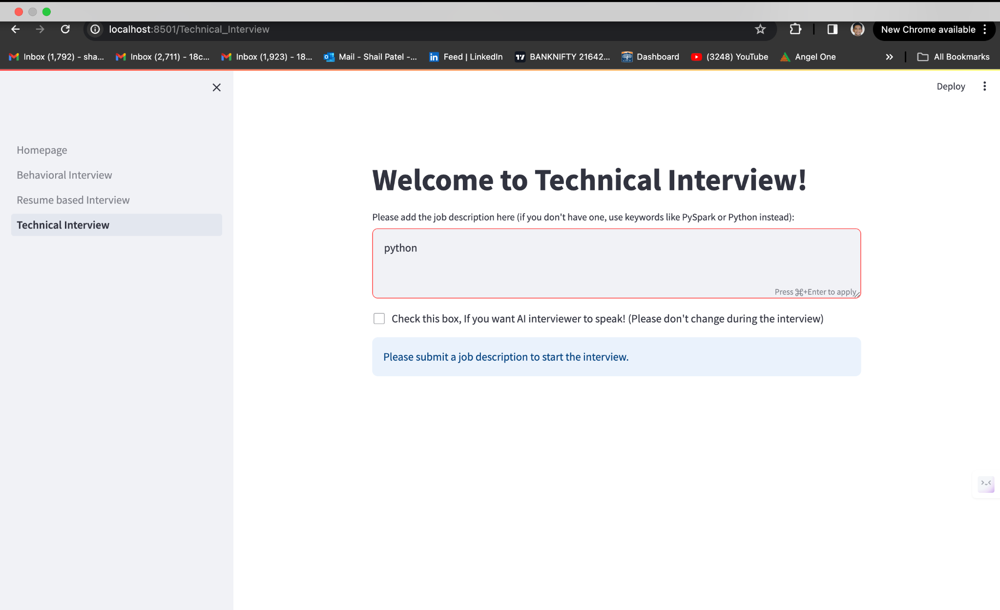 localhost:8501/Technical_Interview
New Chrome available
Inbox (1,792) - sha...
Inbox (2,711) - 18c...
Inbox (1,923) - 18...
Mail - Shail Patel -...
Feed | LinkedIn
BANKNIFTY 21642...
Dashboard
(3248) YouTube
Angel One
All Bookmarks
Deploy
Homepage
Behavioral Interview
Resume based Interview
Technical Interview
Welcome to Technical Interview!
Please add the job description here (if you don't have one, use keywords like PySpark or Python instead):
python
Press ⌘+Enter to apply
Check this box, If you want AI interviewer to speak! (Please don't change during the interview)
Please submit a job description to start the interview.